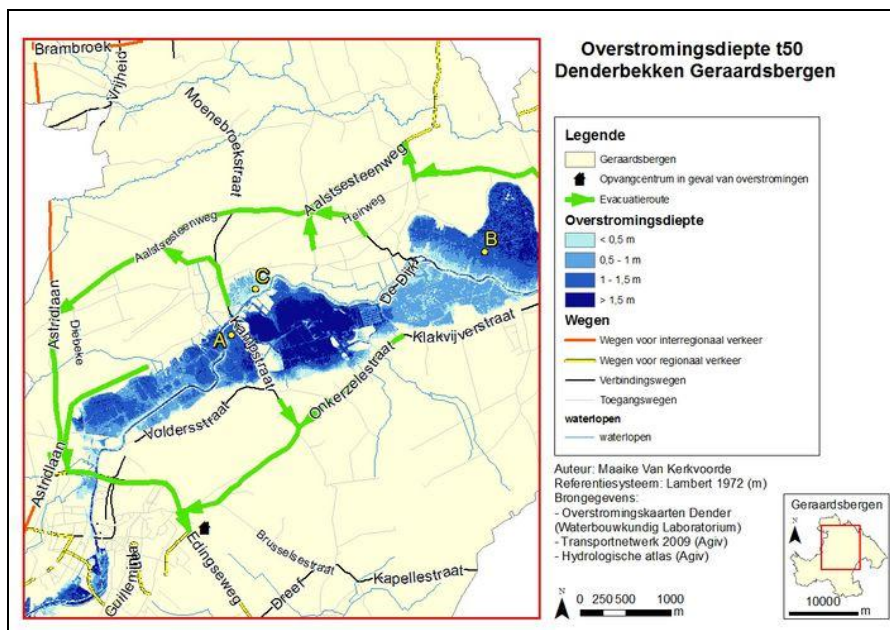 Overstromingsdiepte t50
Denderbekken Geraardsbergen
Brambroek
Vrijheid
Moenebroekstraat
Aalstsesteenweg
Heirweg
Aalstsesteenweg
B
C
De Dijk
Astridlaan
Diebeke
A
Kampstraat
Klakvijverstraat
Onkerzelestraat
Voldersstraat
Astridlaan
Edingseweg
Brusselsestraat
Guilleminlaan
Dreef
Kapellestraat
Legende
Geraardsbergen
Opvangcentrum in geval van overstromingen
Evacuatieroute
Overstromingsdiepte
< 0,5 m
0,5 - 1 m
1 - 1,5 m
> 1,5 m
Wegen
Wegen voor interregionaal verkeer
Wegen voor regionaal verkeer
Verbindingswegen
Toegangswegen
waterlopen
waterlopen
Auteur: Maaike Van Kerkvoorde
Referentiesysteem: Lambert 1972 (m)
Brongegevens:
- Overstromingskaarten Dender
(Waterbouwkundig Laboratorium)
- Transportnetwerk 2009 (Agiv)
- Hydrologische atlas (Agiv)
N
0 250 500 1000
m
Geraardsbergen
N
10000
m